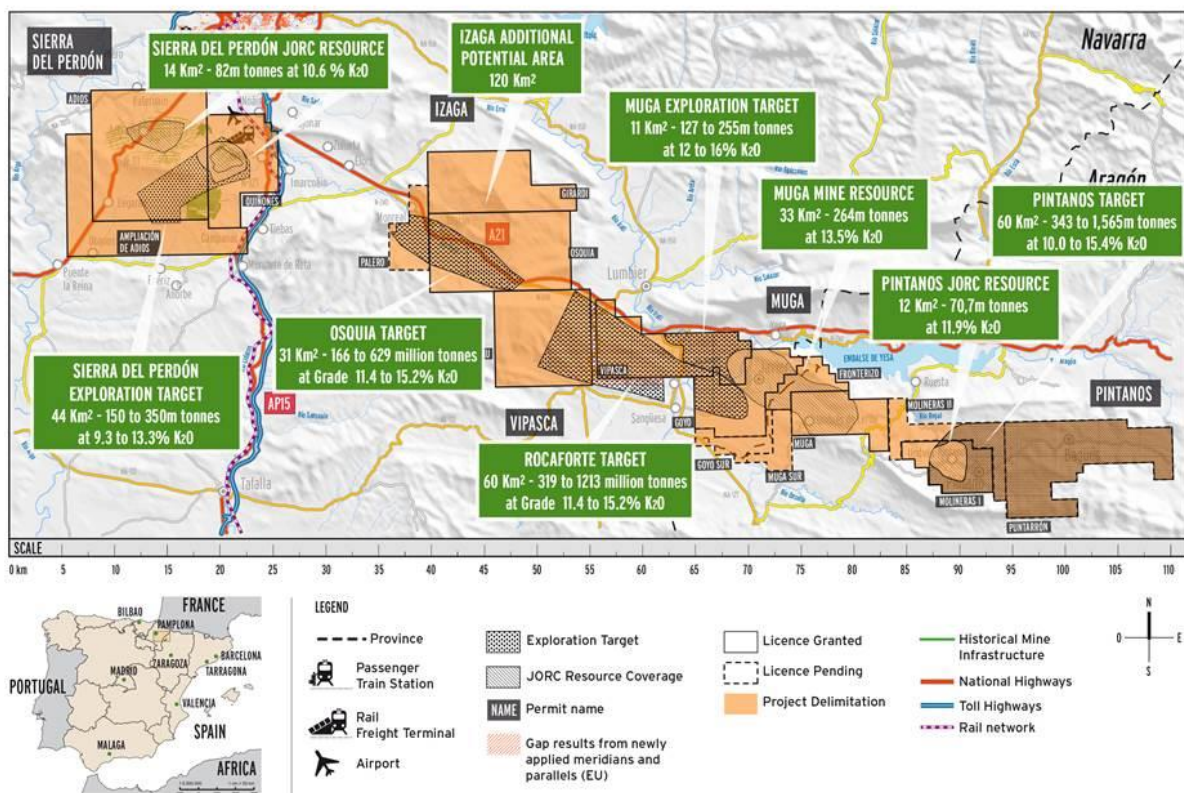 SIERRA
DEL PERDÓN
SIERRA DEL PERDÓN JORC RESOURCE
14 Km² - 82m tonnes at 10.6 % K₂O
IZAGA ADDITIONAL
POTENTIAL AREA
120 Km²
Navarra
Aragón
ADIOS
IZAGA
MUGA EXPLORATION TARGET
11 Km² - 127 to 255m tonnes
at 12 to 16% K₂O
MUGA MINE RESOURCE
33 Km² - 264m tonnes
at 13.5% K₂O
PINTANOS TARGET
60 Km² - 343 to 1,565m tonnes
at 10.0 to 15.4% K₂O
QUIÑONES
GIRARDI
Monreal
A21
AMPLIACIÓN
DE ADIOS
Tiebas
PALERO
OSQUIA
Lumbier
Puente
la Reina
Añorbe
MUGA
PINTANOS JORC RESOURCE
12 Km² - 70,7m tonnes
at 11.9% K₂O
OSQUIA TARGET
31 Km² - 166 to 629 million tonnes
at Grade 11.4 to 15.2% K₂O
SIERRA DEL PERDÓN
EXPLORATION TARGET
44 Km² - 150 to 350m tonnes
at 9.3 to 13.3% K₂O
AP15
EMBALSE DE YESA
FRONTERIZO
VIPASCA
Ruesta
MOLINERAS II
PINTANOS
VIPASCA
Sangüesa
GOYO
MUGA
GOYO SUR
MUGA SUR
ROCAFORTE TARGET
60 Km² - 319 to 1213 million tonnes
at Grade 11.4 to 15.2% K₂O
Tafalla
MOLINERAS I
PUNTARRÓN
SCALE
0 km 5 10 15 20 25 30 35 40 45 50 55 60 65 70 75 80 85 90 95 100 105 110
FRANCE
BILBAO
PAMPLONA
ZARAGOZA
BARCELONA
TARRAGONA
MADRID
PORTUGAL
VALENCIA
SPAIN
MALAGA
AFRICA
LEGEND
Province
Passenger
Train Station
Rail
Freight Terminal
Airport
Exploration Target
JORC Resource Coverage
NAME Permit name
Gap results from newly
applied meridians and
parallels (EU)
Licence Granted
Licence Pending
Project Delimitation
Historical Mine
Infrastructure
National Highways
Toll Highways
Rail network
N
O E
S